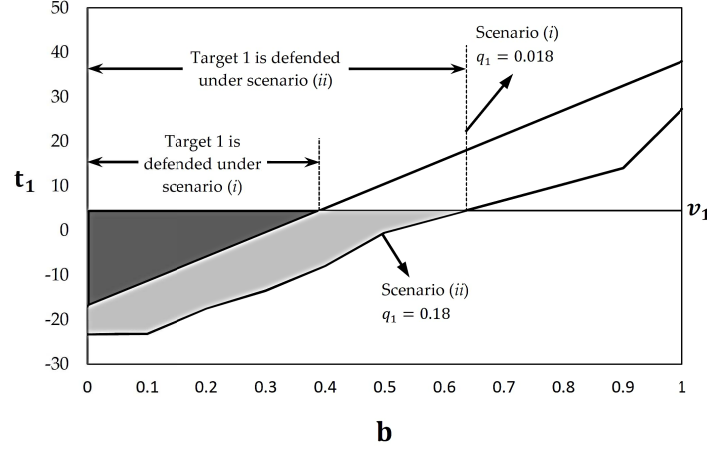 50
40
30
20
10
0
-10
-20
-30
t₁
Target 1 is defended
under scenario (ii)
Target 1 is
defended under
scenario (i)
Scenario (i)
q₁ = 0.018
v₁
Scenario (ii)
q₁ = 0.18
0 0.1 0.2 0.3 0.4 0.5 0.6 0.7 0.8 0.9 1
b